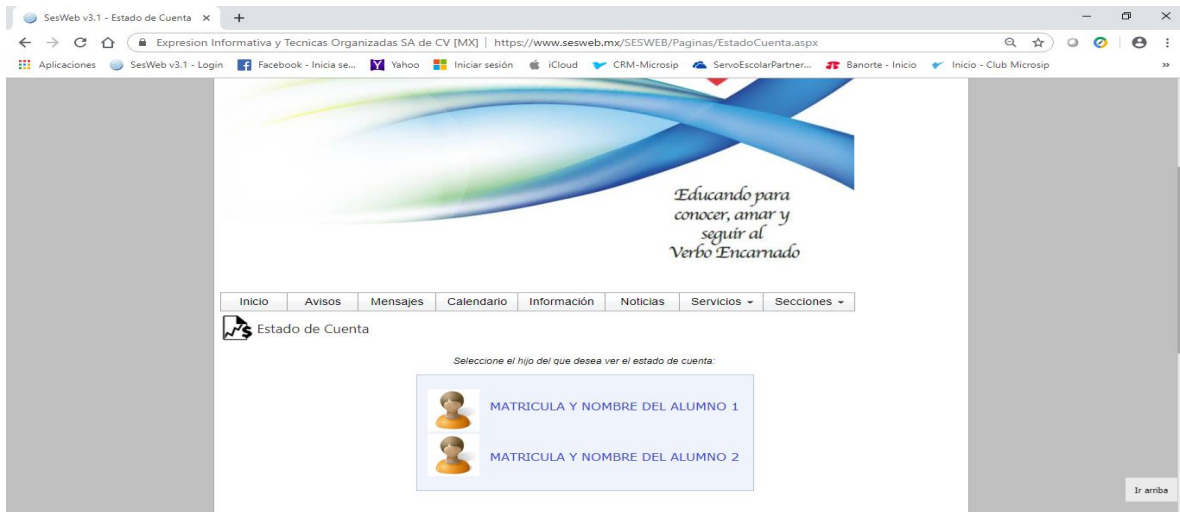 SesWeb v3.1 - Estado de Cuenta
Expresion Informativa y Tecnicas Organizadas SA de CV [MX] | https://www.sesweb.mx/SESWEB/Paginas/EstadoCuenta.aspx
Aplicaciones SesWeb v3.1 - Login Facebook - Inicia se... Yahoo Iniciar sesión iCloud CRM-Microsip ServoEscolarPartner... Banorte - Inicio Inicio - Club Microsip »
Educando para
conocer, amar y
seguir al
Verbo Encarnado
Inicio Avisos Mensajes Calendario Información Noticias Servicios Secciones
Estado de Cuenta
Seleccione el hijo del que desea ver el estado de cuenta:
MATRICULA Y NOMBRE DEL ALUMNO 1
MATRICULA Y NOMBRE DEL ALUMNO 2
Ir arriba